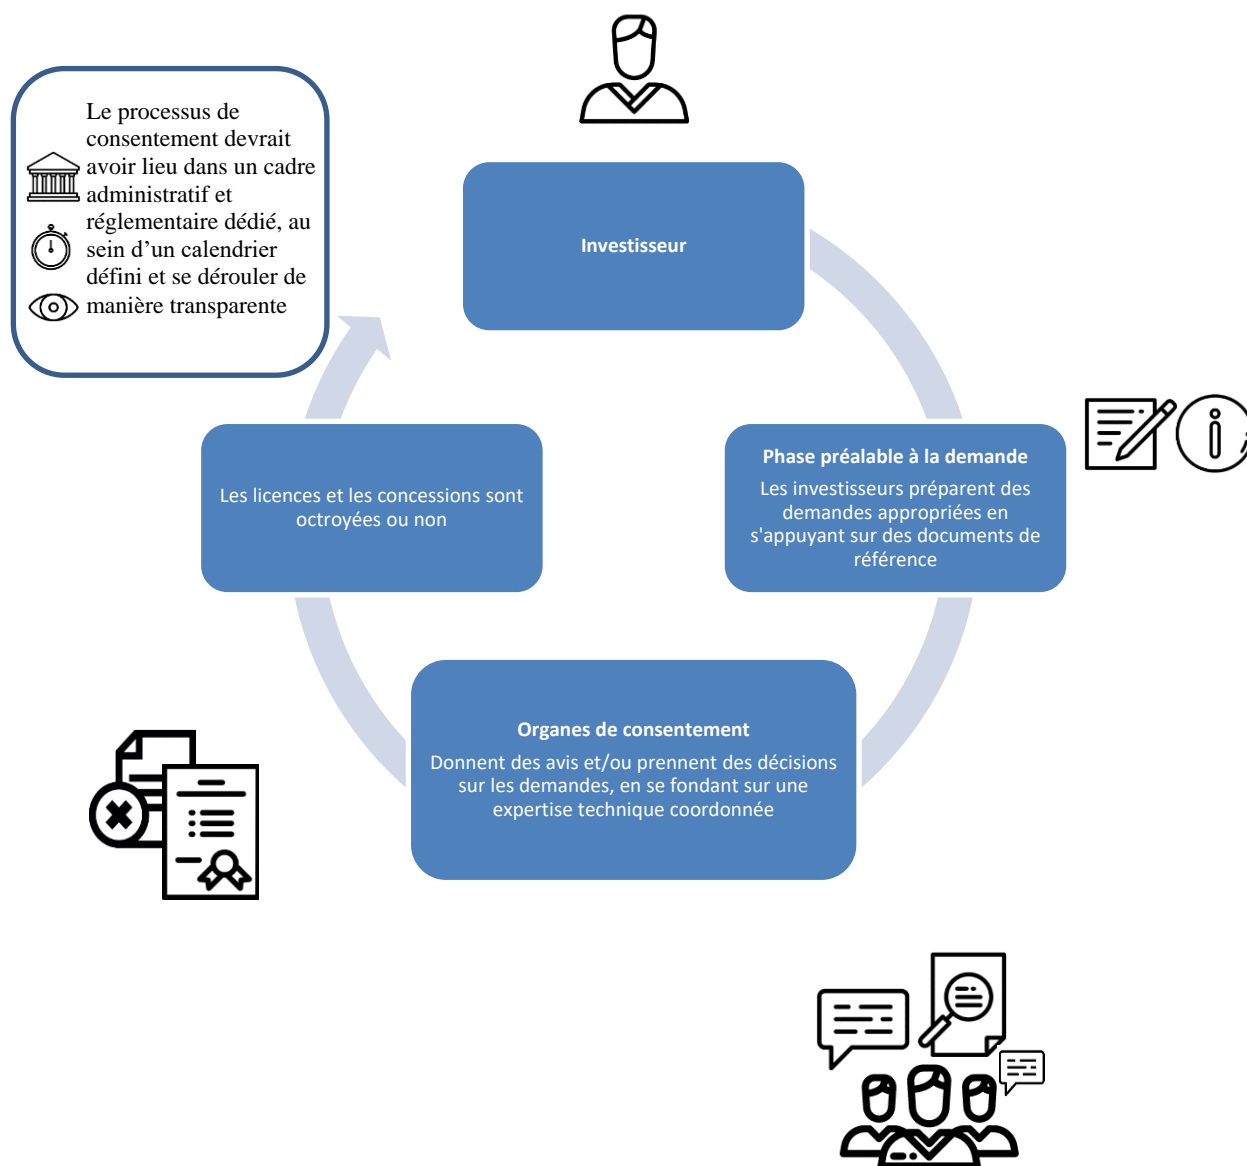 Le processus de
consentement devrait
avoir lieu dans un cadre
administratif et
réglementaire dédié, au
sein d’un calendrier
défini et se dérouler de
manière transparente
Investisseur
Phase préalable à la demande
Les investisseurs préparent des
demandes appropriées en
s'appuyant sur des documents de
référence
Organes de consentement
Donnent des avis et/ou prennent des décisions
sur les demandes, en se fondant sur une
expertise technique coordonnée
Les licences et les concessions sont
octroyées ou non